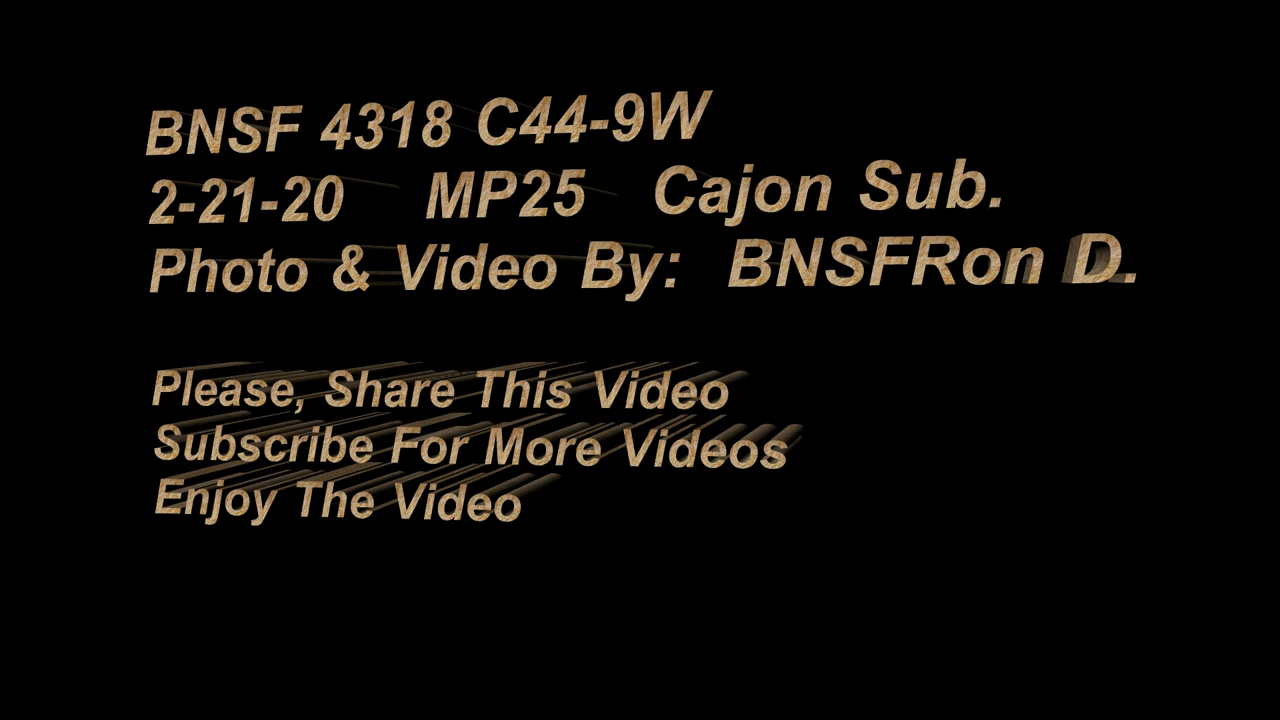 BNSF 4318 C44-9W
2-21-20 MP25 Cajon Sub.
Photo & Video By: BNSFRon D.
Please, Share This Video
Subscribe For More Videos
Enjoy The Video